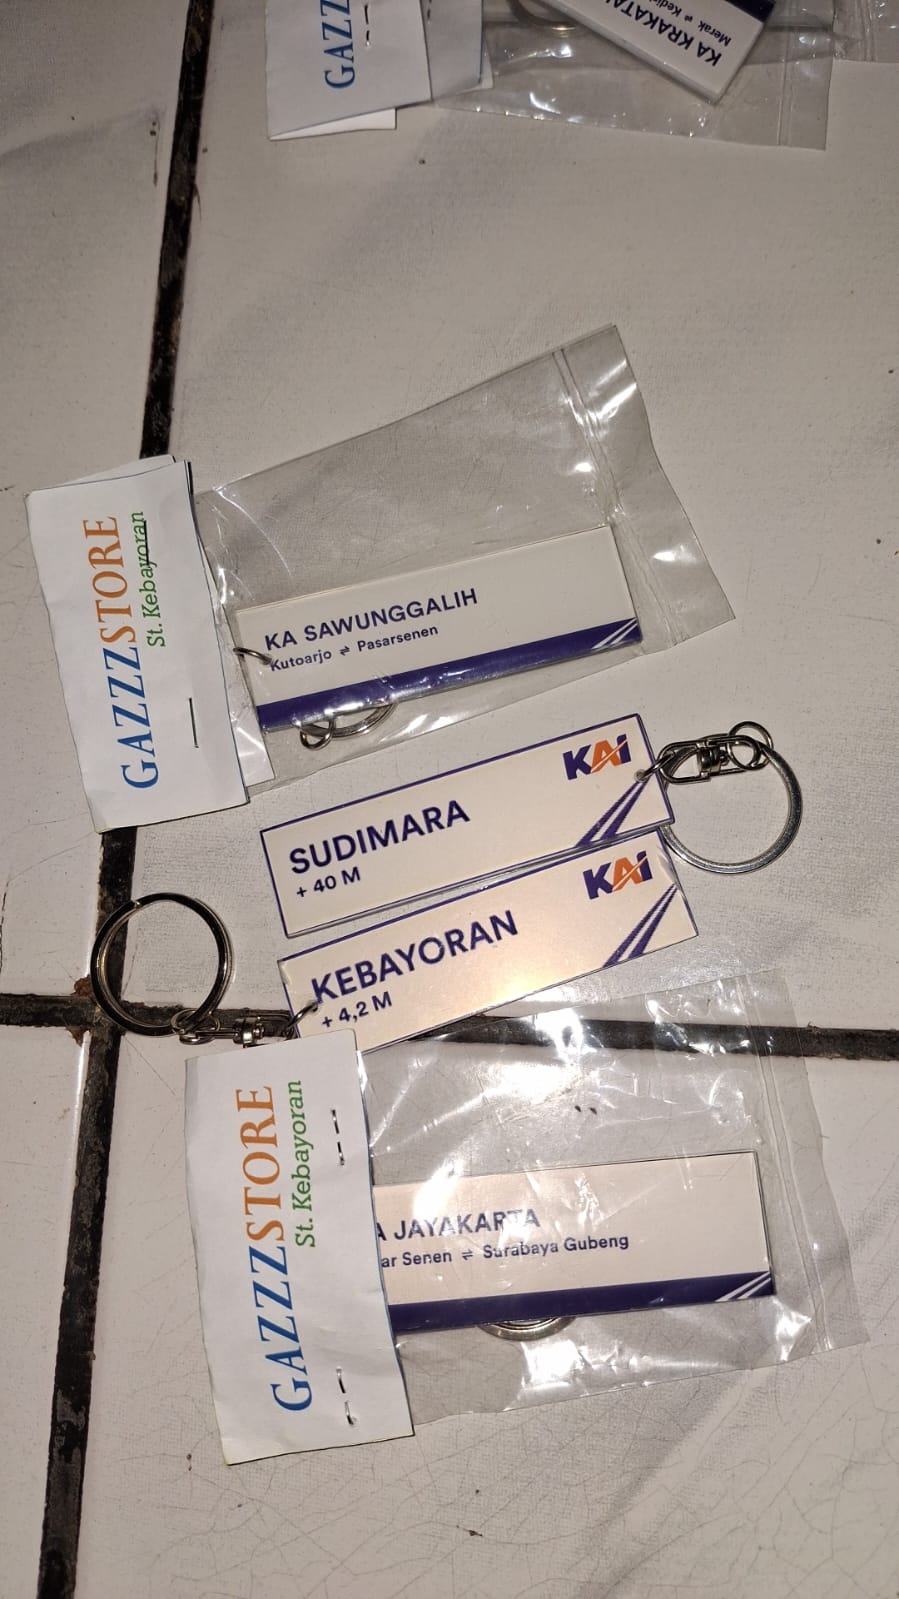 GAZZ
KA KRAKATAU
Merak ⇌ Kedi
GAZZZSTORE
St. Kebayoran
KA SAWUNGGALIH
Kutoarjo ⇌ Pasarsenen
KAI
SUDIMARA
+ 40 M
KAI
KEBAYORAN
+ 4,2 M
GAZZZSTORE
St. Kebayoran
A JAYAKARTA
ar Senen ⇌ Surabaya Gubeng